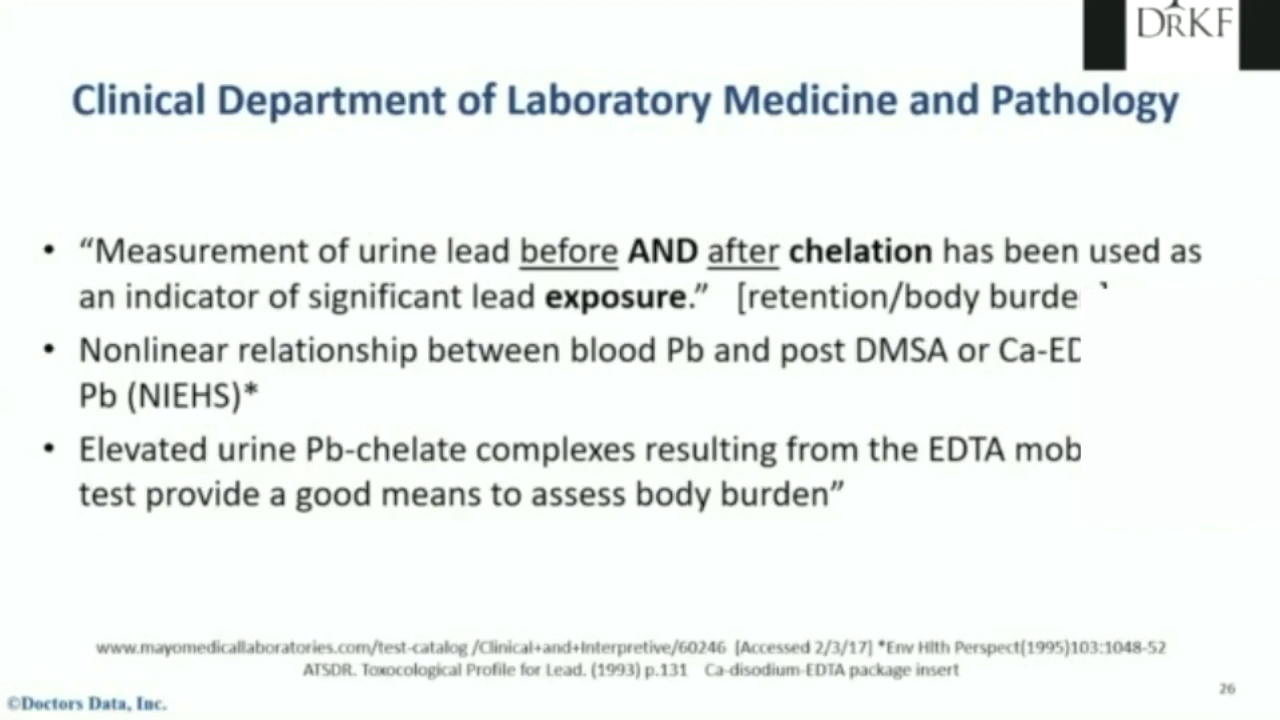 DRKF
Clinical Department of Laboratory Medicine and Pathology
• “Measurement of urine lead before AND after chelation has been used as
an indicator of significant lead exposure.” [retention/body burde
• Nonlinear relationship between blood Pb and post DMSA or Ca-ED
Pb (NIEHS)*
• Elevated urine Pb-chelate complexes resulting from the EDTA mob
test provide a good means to assess body burden”
www.mayomedicallaboratories.com/test-catalog /Clinical+and+Interpretive/60246 [Accessed 2/3/17] *Env Hlth Perspect(1995)103:1048-52
ATSDR. Toxocological Profile for Lead. (1993) p.131 Ca-disodium-EDTA package insert
26
©Doctors Data, Inc.